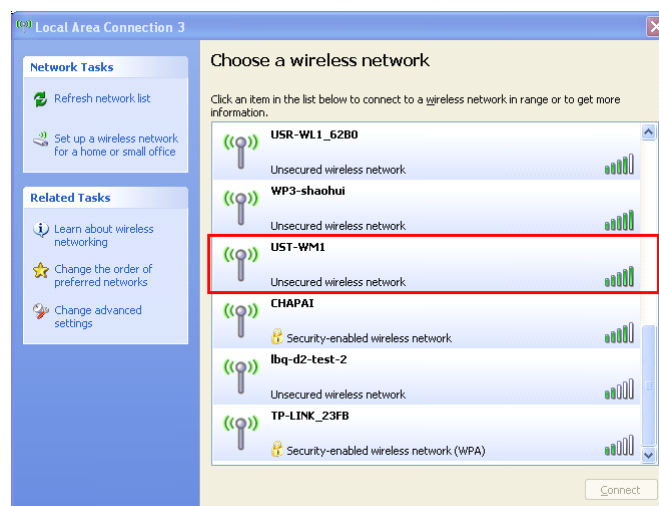 Local Area Connection 3
Network Tasks
Refresh network list
Set up a wireless network
for a home or small office
Related Tasks
Learn about wireless
networking
Change the order of
preferred networks
Change advanced
settings
Choose a wireless network
Click an item in the list below to connect to a wireless network in range or to get more
information.
USR-WL1_62B0
Unsecured wireless network
WP3-shaohui
Unsecured wireless network
UST-WM1
Unsecured wireless network
CHAPAI
Security-enabled wireless network
lbq-d2-test-2
Unsecured wireless network
TP-LINK_23FB
Security-enabled wireless network (WPA)
Connect